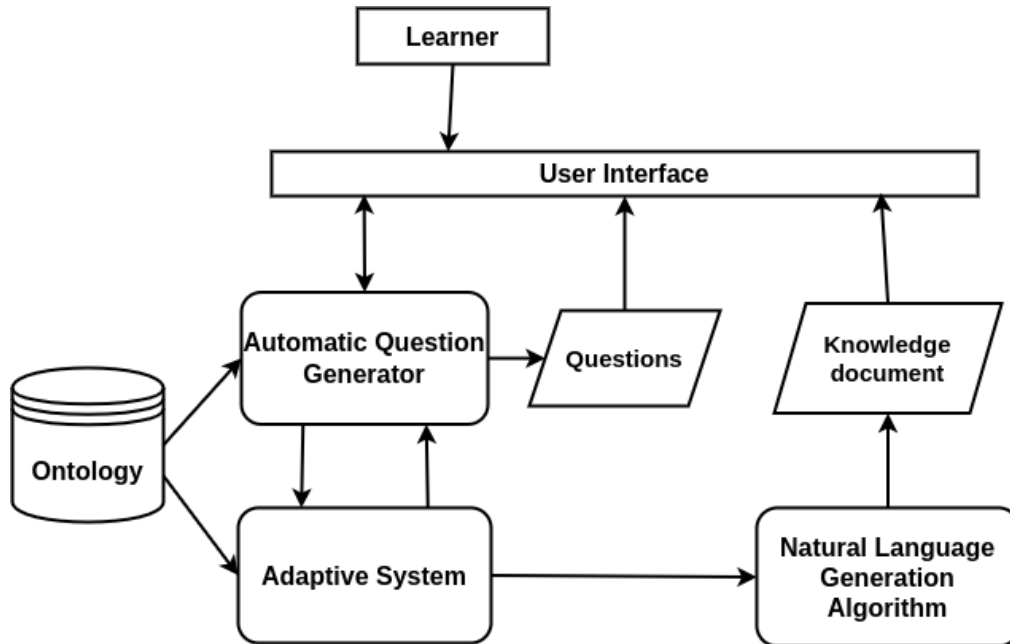 Learner
User Interface
Automatic Question
Generator
Questions
Knowledge
document
Ontology
Adaptive System
Natural Language
Generation
Algorithm